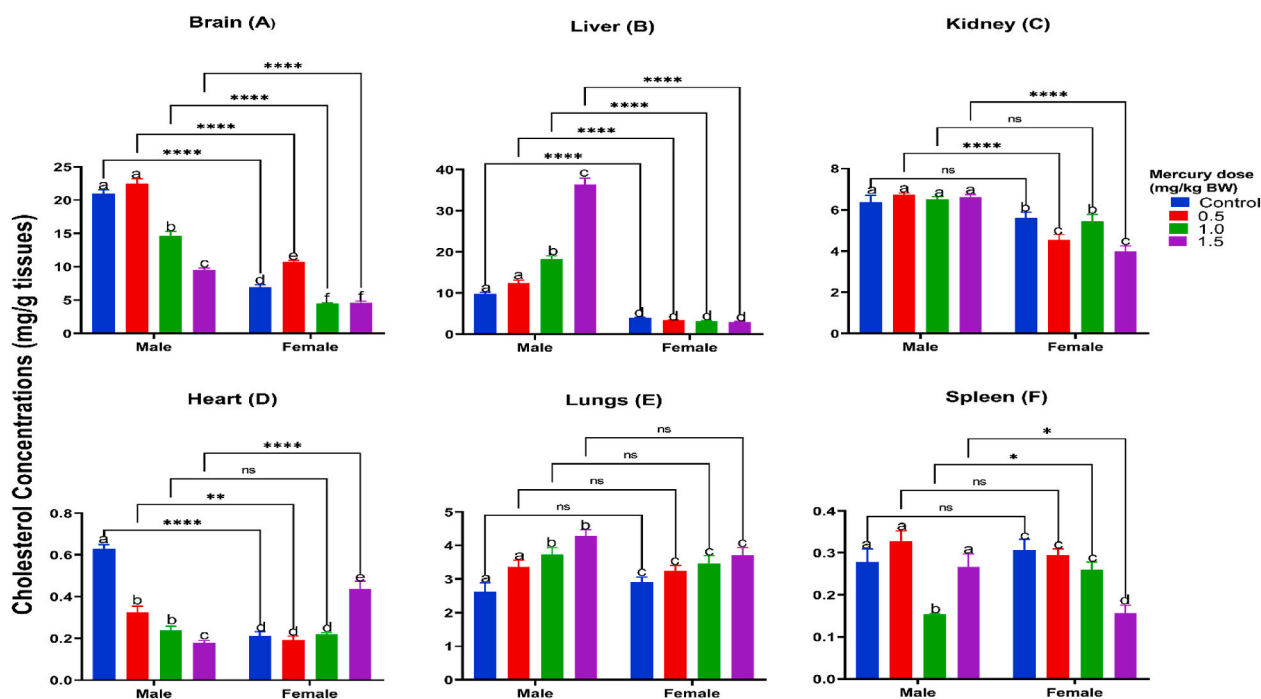 Brain (A)
Liver (B)
Kidney (C)
****
****
****
****
****
****
****
****
****
ns
****
ns
25
20
15
10
5
0
a
a
b
c
d
e
f
f
Male
Female
40
30
20
10
0
a
a
b
c
d
d
d
d
Male
Female
8
6
4
2
0
a
a
a
a
b
c
b
c
Male
Female
Mercury dose
(mg/kg BW)
Control
0.5
1.0
1.5
Cholesterol Concentrations (mg/g tissues)
Heart (D)
Lungs (E)
Spleen (F)
****
ns
**
****
ns
ns
ns
ns
*
*
ns
ns
0.8
0.6
0.4
0.2
0.0
a
b
b
c
d
d
d
e
Male
Female
5
4
3
2
1
0
a
a
b
b
c
c
c
c
Male
Female
0.4
0.3
0.2
0.1
0.0
a
a
b
a
c
c
c
d
Male
Female